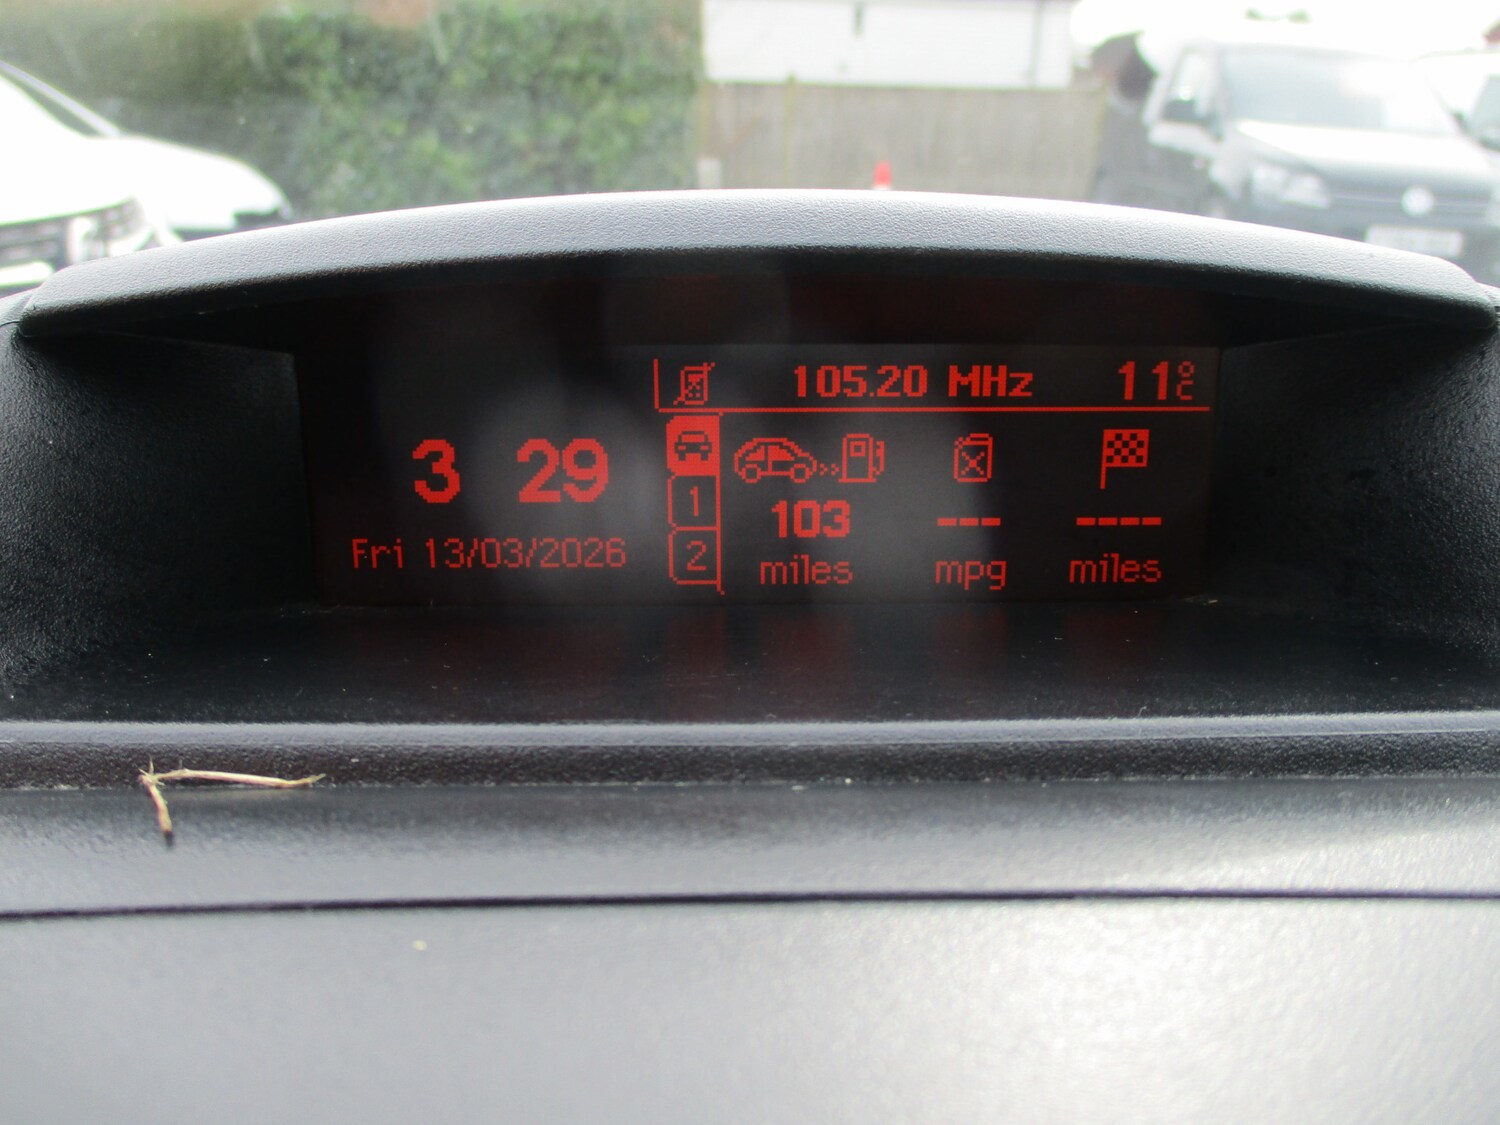 105.20 MHz 11°C
3 29
Fri 13/03/2026
1
2
103 --- ----
miles mpg miles